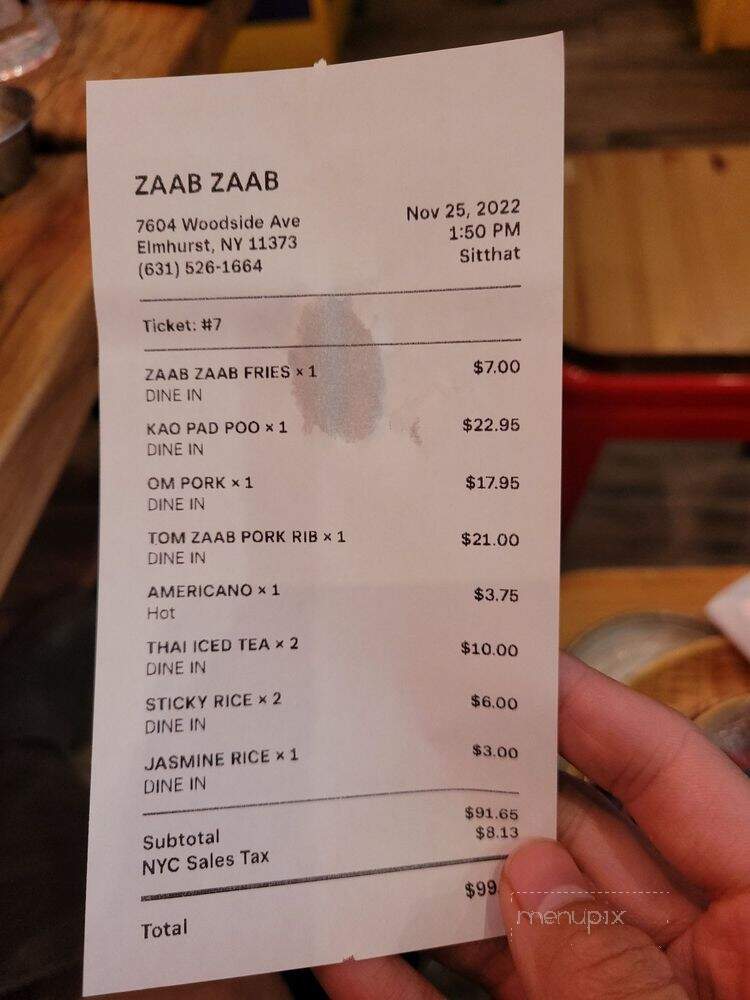 ZAAB ZAAB
7604 Woodside Ave
Elmhurst, NY 11373
(631) 526-1664
Nov 25, 2022
1:50 PM
Sitthat
Ticket: #7
ZAAB ZAAB FRIES × 1 $7.00
DINE IN
KAO PAD POO × 1 $22.95
DINE IN
OM PORK × 1 $17.95
DINE IN
TOM ZAAB PORK RIB × 1 $21.00
DINE IN
AMERICANO × 1 $3.75
Hot
THAI ICED TEA × 2 $10.00
DINE IN
STICKY RICE × 2 $6.00
DINE IN
JASMINE RICE × 1 $3.00
DINE IN
Subtotal $91.65
NYC Sales Tax $8.13
Total $99.
menupix